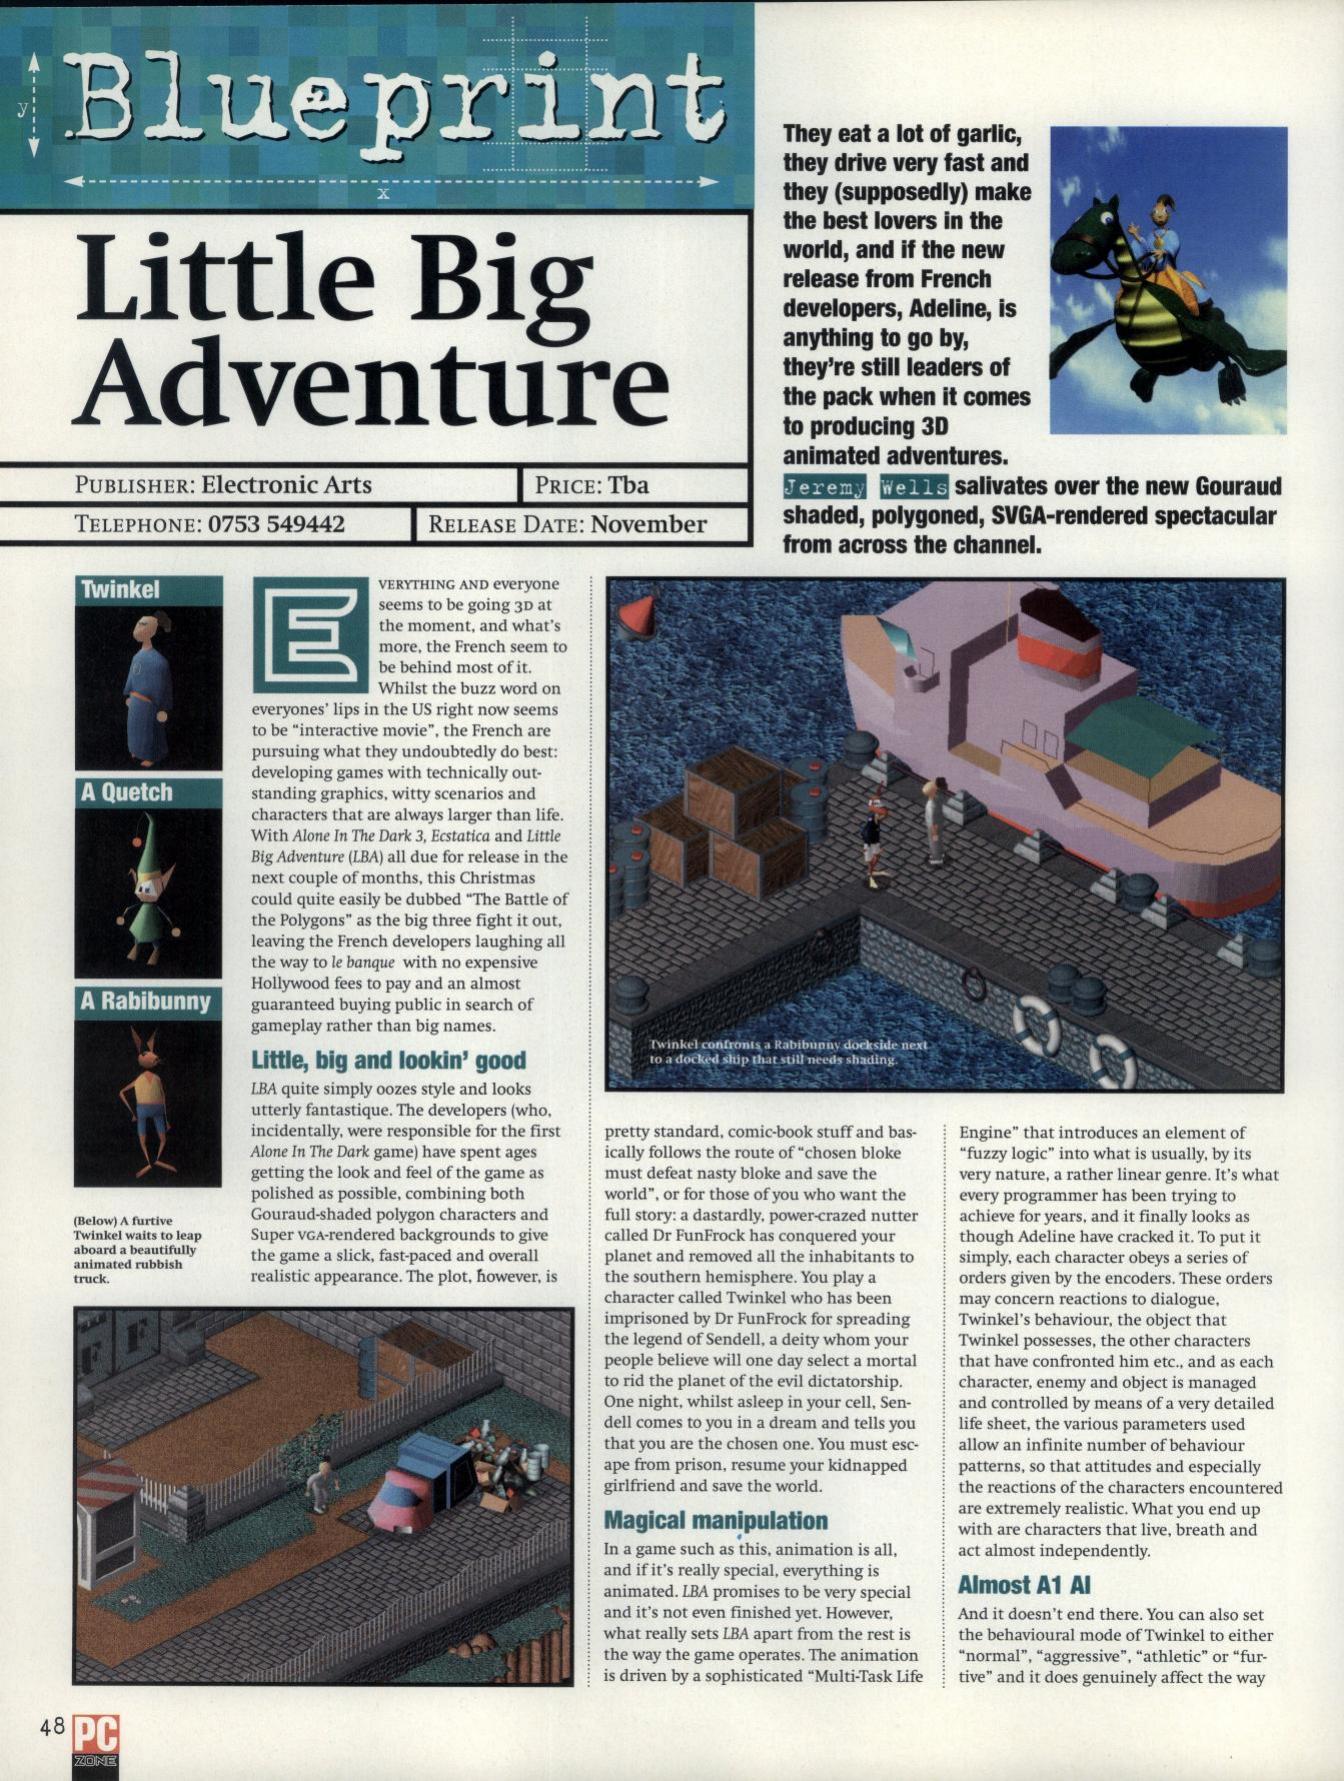 Blueprint
y
x
Little Big
Adventure
PUBLISHER: Electronic Arts
PRICE: Tba
TELEPHONE: 0753 549442
RELEASE DATE: November
They eat a lot of garlic,
they drive very fast and
they (supposedly) make
the best lovers in the
world, and if the new
release from French
developers, Adeline, is
anything to go by,
they're still leaders of
the pack when it comes
to producing 3D
animated adventures.
Jeremy Wells salivates over the new Gouraud
shaded, polygoned, SVGA-rendered spectacular
from across the channel.
Twinkel
A Quetch
A Rabibunny
(Below) A furtive
Twinkel waits to leap
aboard a beautifully
animated rubbish
truck.
EVERYTHING AND everyone
seems to be going 3D at
the moment, and what's
more, the French seem to
be behind most of it.
Whilst the buzz word on
everyones' lips in the US right now seems
to be "interactive movie", the French are
pursuing what they undoubtedly do best:
developing games with technically out-
standing graphics, witty scenarios and
characters that are always larger than life.
With Alone In The Dark 3, Ecstatica and Little
Big Adventure (LBA) all due for release in the
next couple of months, this Christmas
could quite easily be dubbed "The Battle of
the Polygons" as the big three fight it out,
leaving the French developers laughing all
the way to le banque with no expensive
Hollywood fees to pay and an almost
guaranteed buying public in search of
gameplay rather than big names.
Little, big and lookin' good
LBA quite simply oozes style and looks
utterly fantastique. The developers (who,
incidentally, were responsible for the first
Alone In The Dark game) have spent ages
getting the look and feel of the game as
polished as possible, combining both
Gouraud-shaded polygon characters and
Super VGA-rendered backgrounds to give
the game a slick, fast-paced and overall
realistic appearance. The plot, however, is
Twinkel confronts a Rabibunny dockside next
to a docked ship that still needs shading.
pretty standard, comic-book stuff and bas-
ically follows the route of "chosen bloke
must defeat nasty bloke and save the
world", or for those of you who want the
full story: a dastardly, power-crazed nutter
called Dr FunFrock has conquered your
planet and removed all the inhabitants to
the southern hemisphere. You play a
character called Twinkel who has been
imprisoned by Dr FunFrock for spreading
the legend of Sendell, a deity whom your
people believe will one day select a mortal
to rid the planet of the evil dictatorship.
One night, whilst asleep in your cell, Sen-
dell comes to you in a dream and tells you
that you are the chosen one. You must esc-
ape from prison, resume your kidnapped
girlfriend and save the world.
Magical manipulation
In a game such as this, animation is all,
and if it's really special, everything is
animated. LBA promises to be very special
and it's not even finished yet. However,
what really sets LBA apart from the rest is
the way the game operates. The animation
is driven by a sophisticated "Multi-Task Life
Engine" that introduces an element of
"fuzzy logic" into what is usually, by its
very nature, a rather linear genre. It's what
every programmer has been trying to
achieve for years, and it finally looks as
though Adeline have cracked it. To put it
simply, each character obeys a series of
orders given by the encoders. These orders
may concern reactions to dialogue,
Twinkel's behaviour, the object that
Twinkel possesses, the other characters
that have confronted him etc., and as each
character, enemy and object is managed
and controlled by means of a very detailed
life sheet, the various parameters used
allow an infinite number of behaviour
patterns, so that attitudes and especially
the reactions of the characters encountered
are extremely realistic. What you end up
with are characters that live, breath and
act almost independently.
Almost A1 AI
And it doesn't end there. You can also set
the behavioural mode of Twinkel to either
"normal", "aggressive", "athletic" or "fur-
tive" and it does genuinely affect the way
48 PC
ZONE